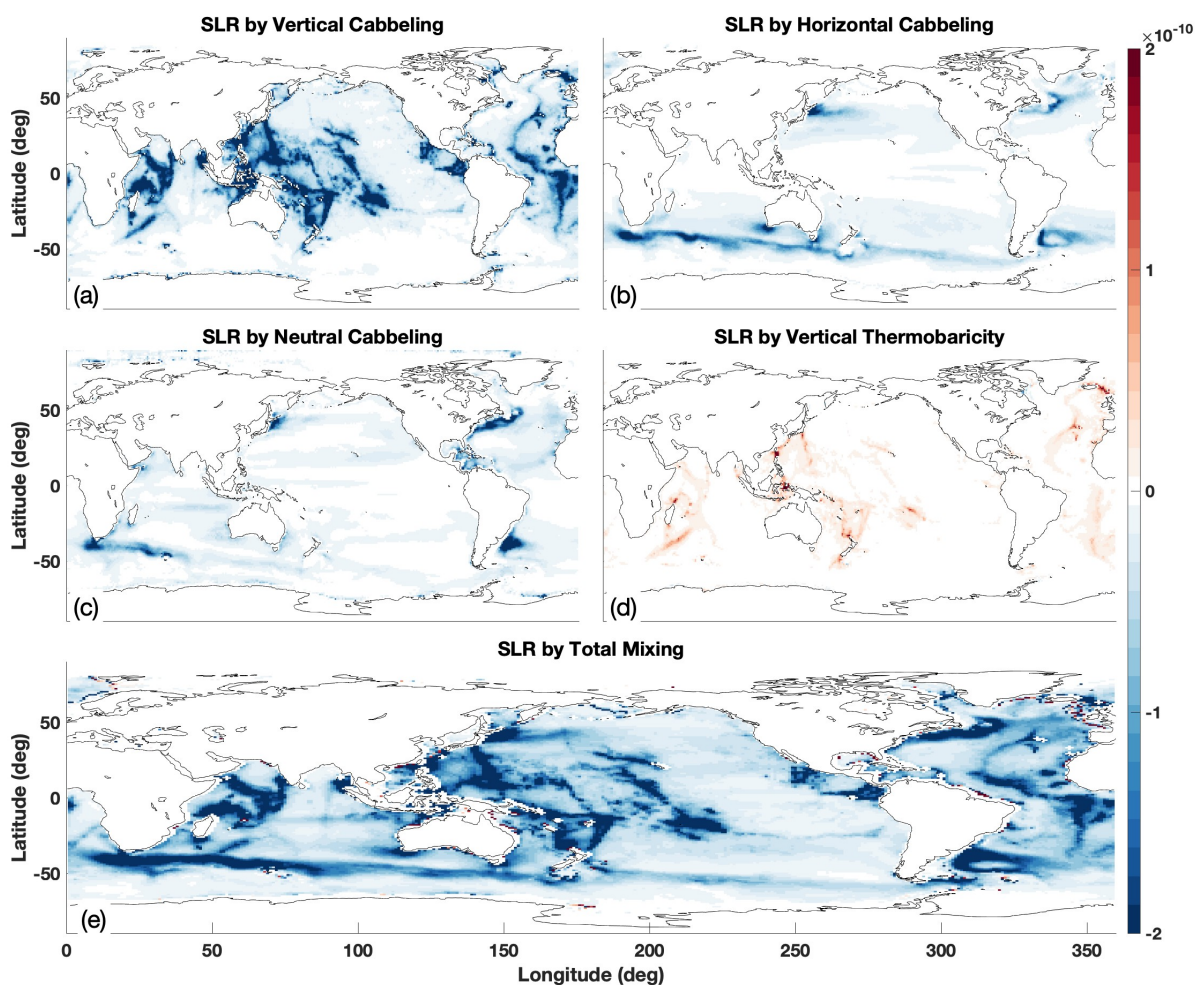 SLR by Vertical Cabbeling
SLR by Horizontal Cabbeling
×10⁻¹⁰
2
1
0
-1
-2
Latitude (deg)
50
0
-50
(a)
(b)
SLR by Neutral Cabbeling
SLR by Vertical Thermobaricity
Latitude (deg)
50
0
-50
(c)
(d)
SLR by Total Mixing
Latitude (deg)
50
0
-50
(e)
0 50 100 150 200 250 300 350
Longitude (deg)